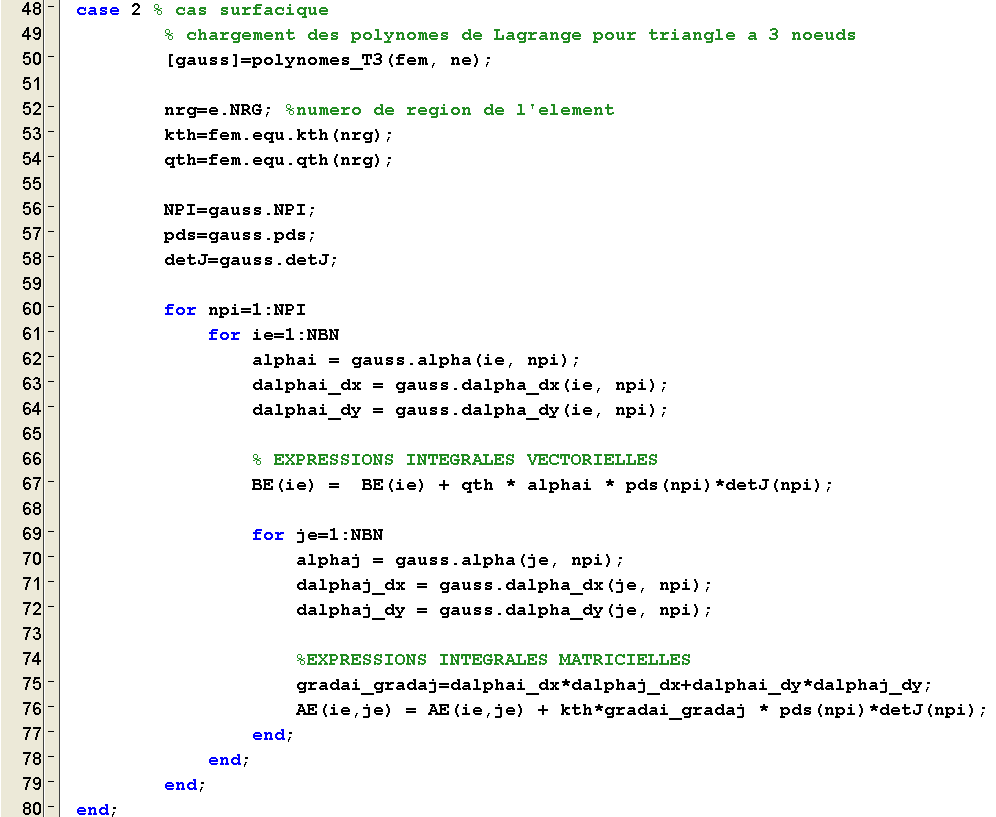 48 case 2 % cas surfacique
49 % chargement des polynomes de Lagrange pour triangle a 3 noeuds
50 [gauss]=polynomes_T3(fem, ne);
51
52 nrg=e.NRG; %numero de region de l'element
53 kth=fem.equ.kth(nrg);
54 qth=fem.equ.qth(nrg);
55
56 NPI=gauss.NPI;
57 pds=gauss.pds;
58 detJ=gauss.detJ;
59
60 for npi=1:NPI
61 for ie=1:NBN
62 alphai = gauss.alpha(ie, npi);
63 dalphai_dx = gauss.dalpha_dx(ie, npi);
64 dalphai_dy = gauss.dalpha_dy(ie, npi);
65
66 % EXPRESSIONS INTEGRALES VECTORIELLES
67 BE(ie) =  BE(ie) + qth * alphai * pds(npi)*detJ(npi);
68
69 for je=1:NBN
70 alphaj = gauss.alpha(je, npi);
71 dalphaj_dx = gauss.dalpha_dx(je, npi);
72 dalphaj_dy = gauss.dalpha_dy(je, npi);
73
74 %EXPRESSIONS INTEGRALES MATRICIELLES
75 gradai_gradaj=dalphai_dx*dalphaj_dx+dalphai_dy*dalphaj_dy;
76 AE(ie,je) = AE(ie,je) + kth*gradai_gradaj * pds(npi)*detJ(npi);
77 end;
78 end;
79 end;
80 end;